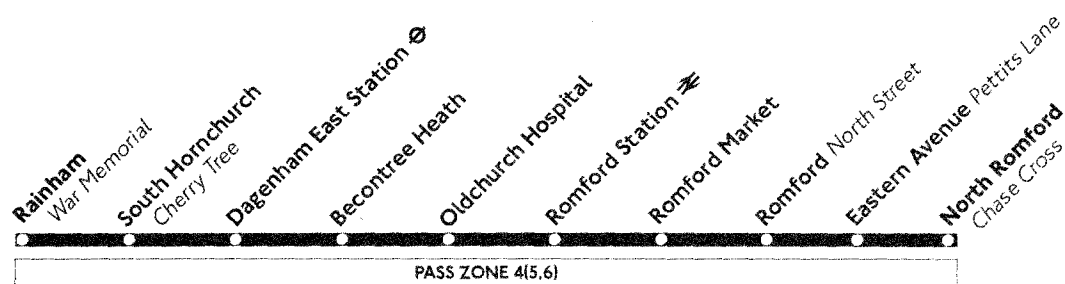 Rainham
War Memorial
South Hornchurch
Cherry Tree
Dagenham East Station
Becontree Heath
Oldchurch Hospital
Romford Station
Romford Market
Romford North Street
Eastern Avenue Pettits Lane
North Romford
Chase Cross
PASS ZONE 4(5,6)